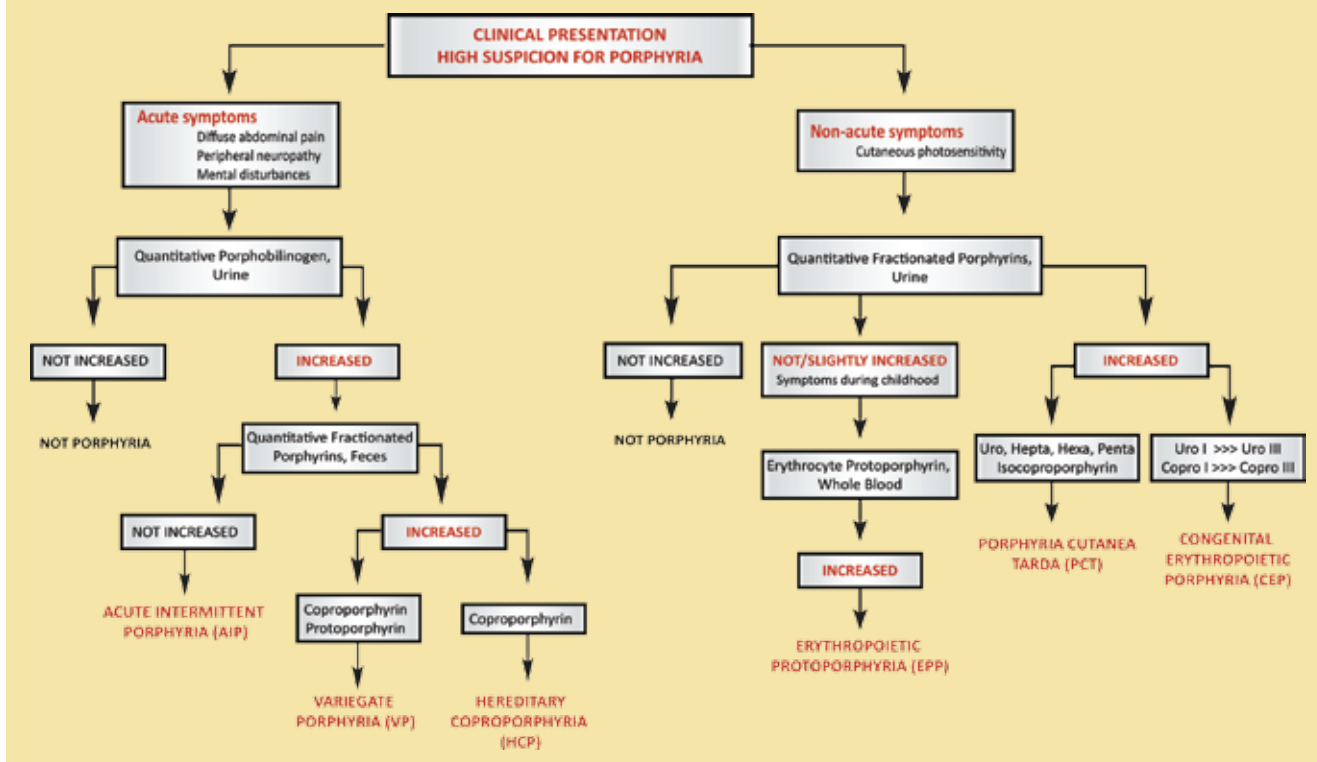 CLINICAL PRESENTATION
HIGH SUSPICION FOR PORPHYRIA
Acute symptoms
Diffuse abdominal pain
Peripheral neuropathy
Mental disturbances
Non-acute symptoms
Cutaneous photosensitivity
Quantitative Porphobilinogen,
Urine
Quantitative Fractionated Porphyrins,
Urine
NOT INCREASED
INCREASED
NOT INCREASED
NOT/SLIGHTLY INCREASED
Symptoms during childhood
INCREASED
NOT PORPHYRIA
Quantitative Fractionated
Porphyrins, Feces
NOT PORPHYRIA
Erythrocyte Protoporphyrin,
Whole Blood
Uro, Hepta, Hexa, Penta
Isocoproporphyrin
Uro I >>> Uro III
Copro I >>> Copro III
NOT INCREASED
INCREASED
INCREASED
PORPHYRIA CUTANEA
TARDA (PCT)
CONGENITAL
ERYTHROPOIETIC
PORPHYRIA (CEP)
ACUTE INTERMITTENT
PORPHYRIA (AIP)
Coproporphyrin
Protoporphyrin
Coproporphyrin
ERYTHROPOIETIC
PROTOPORPHYRIA (EPP)
VARIEGATE
PORPHYRIA (VP)
HEREDITARY
COPROPORPHYRIA
(HCP)